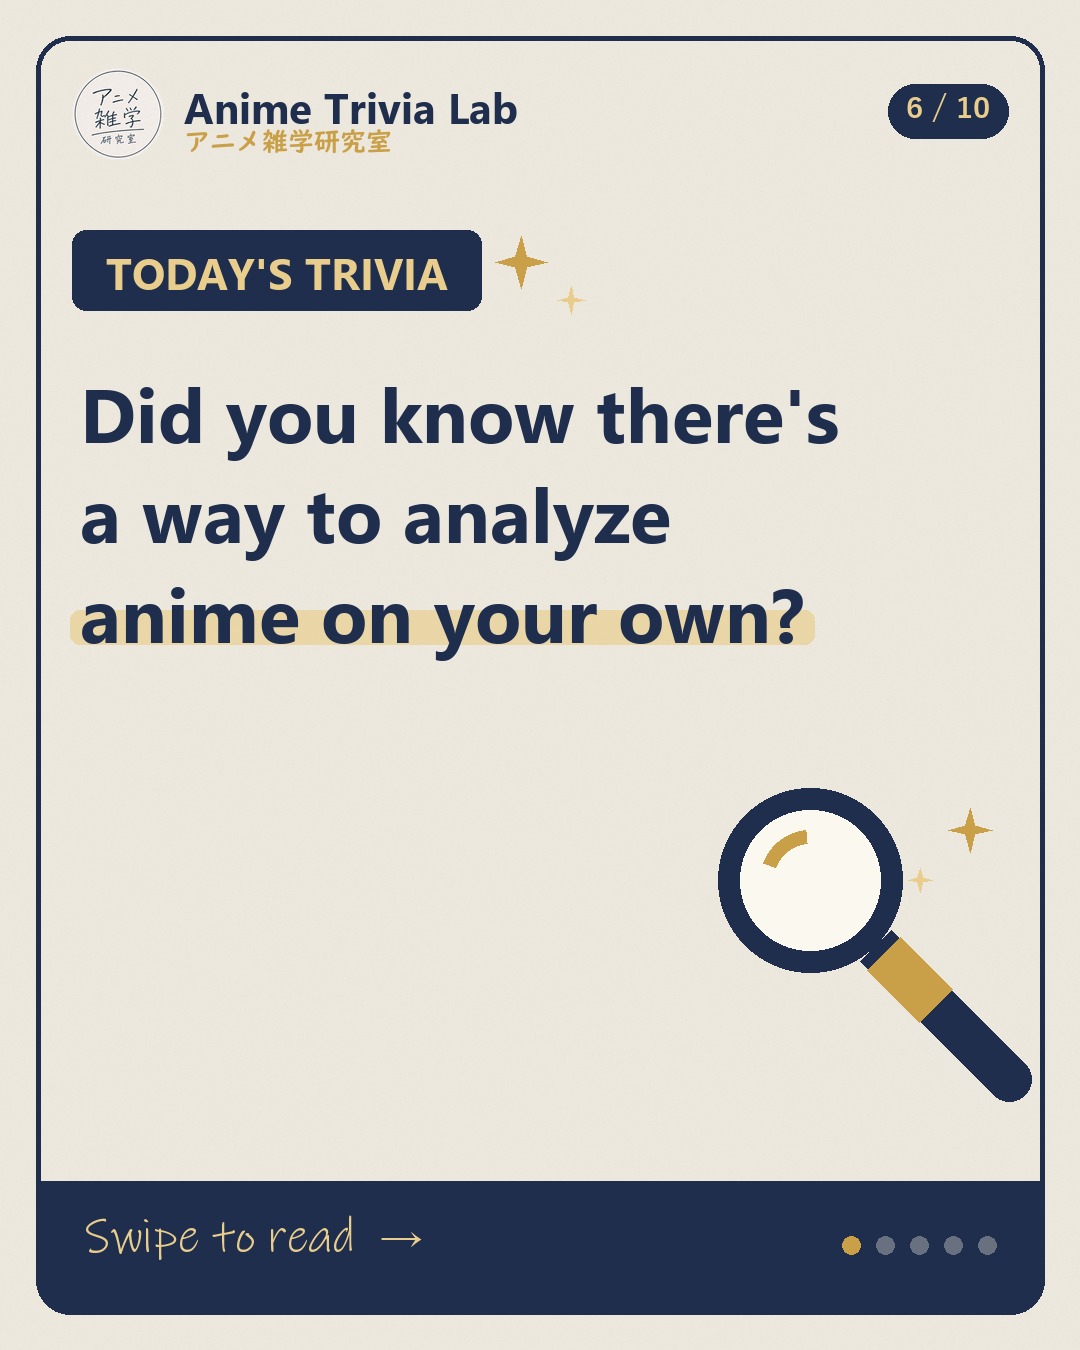 アニメ
雑学
研究室
Anime Trivia Lab
アニメ雑学研究室
6 / 10
TODAY'S TRIVIA
Did you know there's
a way to analyze
anime on your own?
Swipe to read →